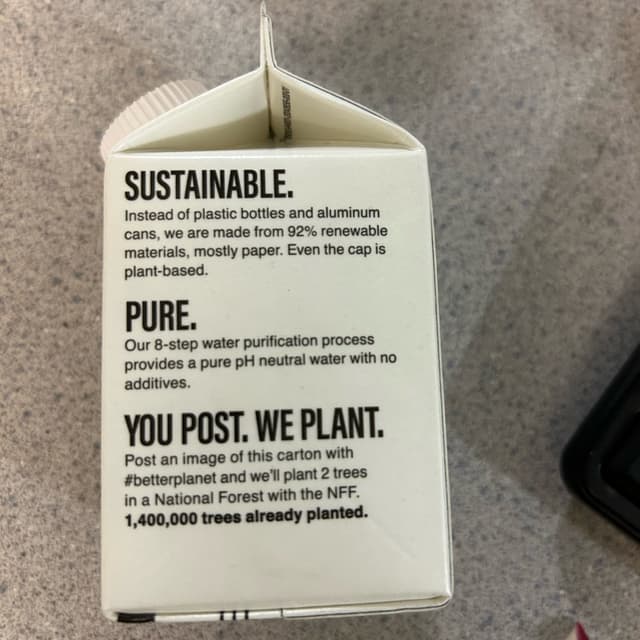 SUSTAINABLE.
Instead of plastic bottles and aluminum
cans, we are made from 92% renewable
materials, mostly paper. Even the cap is
plant-based.
PURE.
Our 8-step water purification process
provides a pure pH neutral water with no
additives.
YOU POST. WE PLANT.
Post an image of this carton with
#betterplanet and we'll plant 2 trees
in a National Forest with the NFF.
1,400,000 trees already planted.